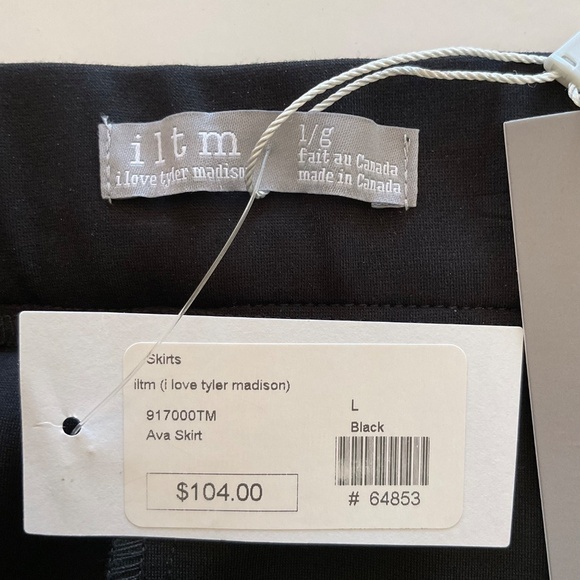 iltm
i.love tyler madison
l/g
fait au Canada
made in Canada
Skirts
iltm (i love tyler madison)
917000TM
Ava Skirt
L
Black
$104.00
# 64853